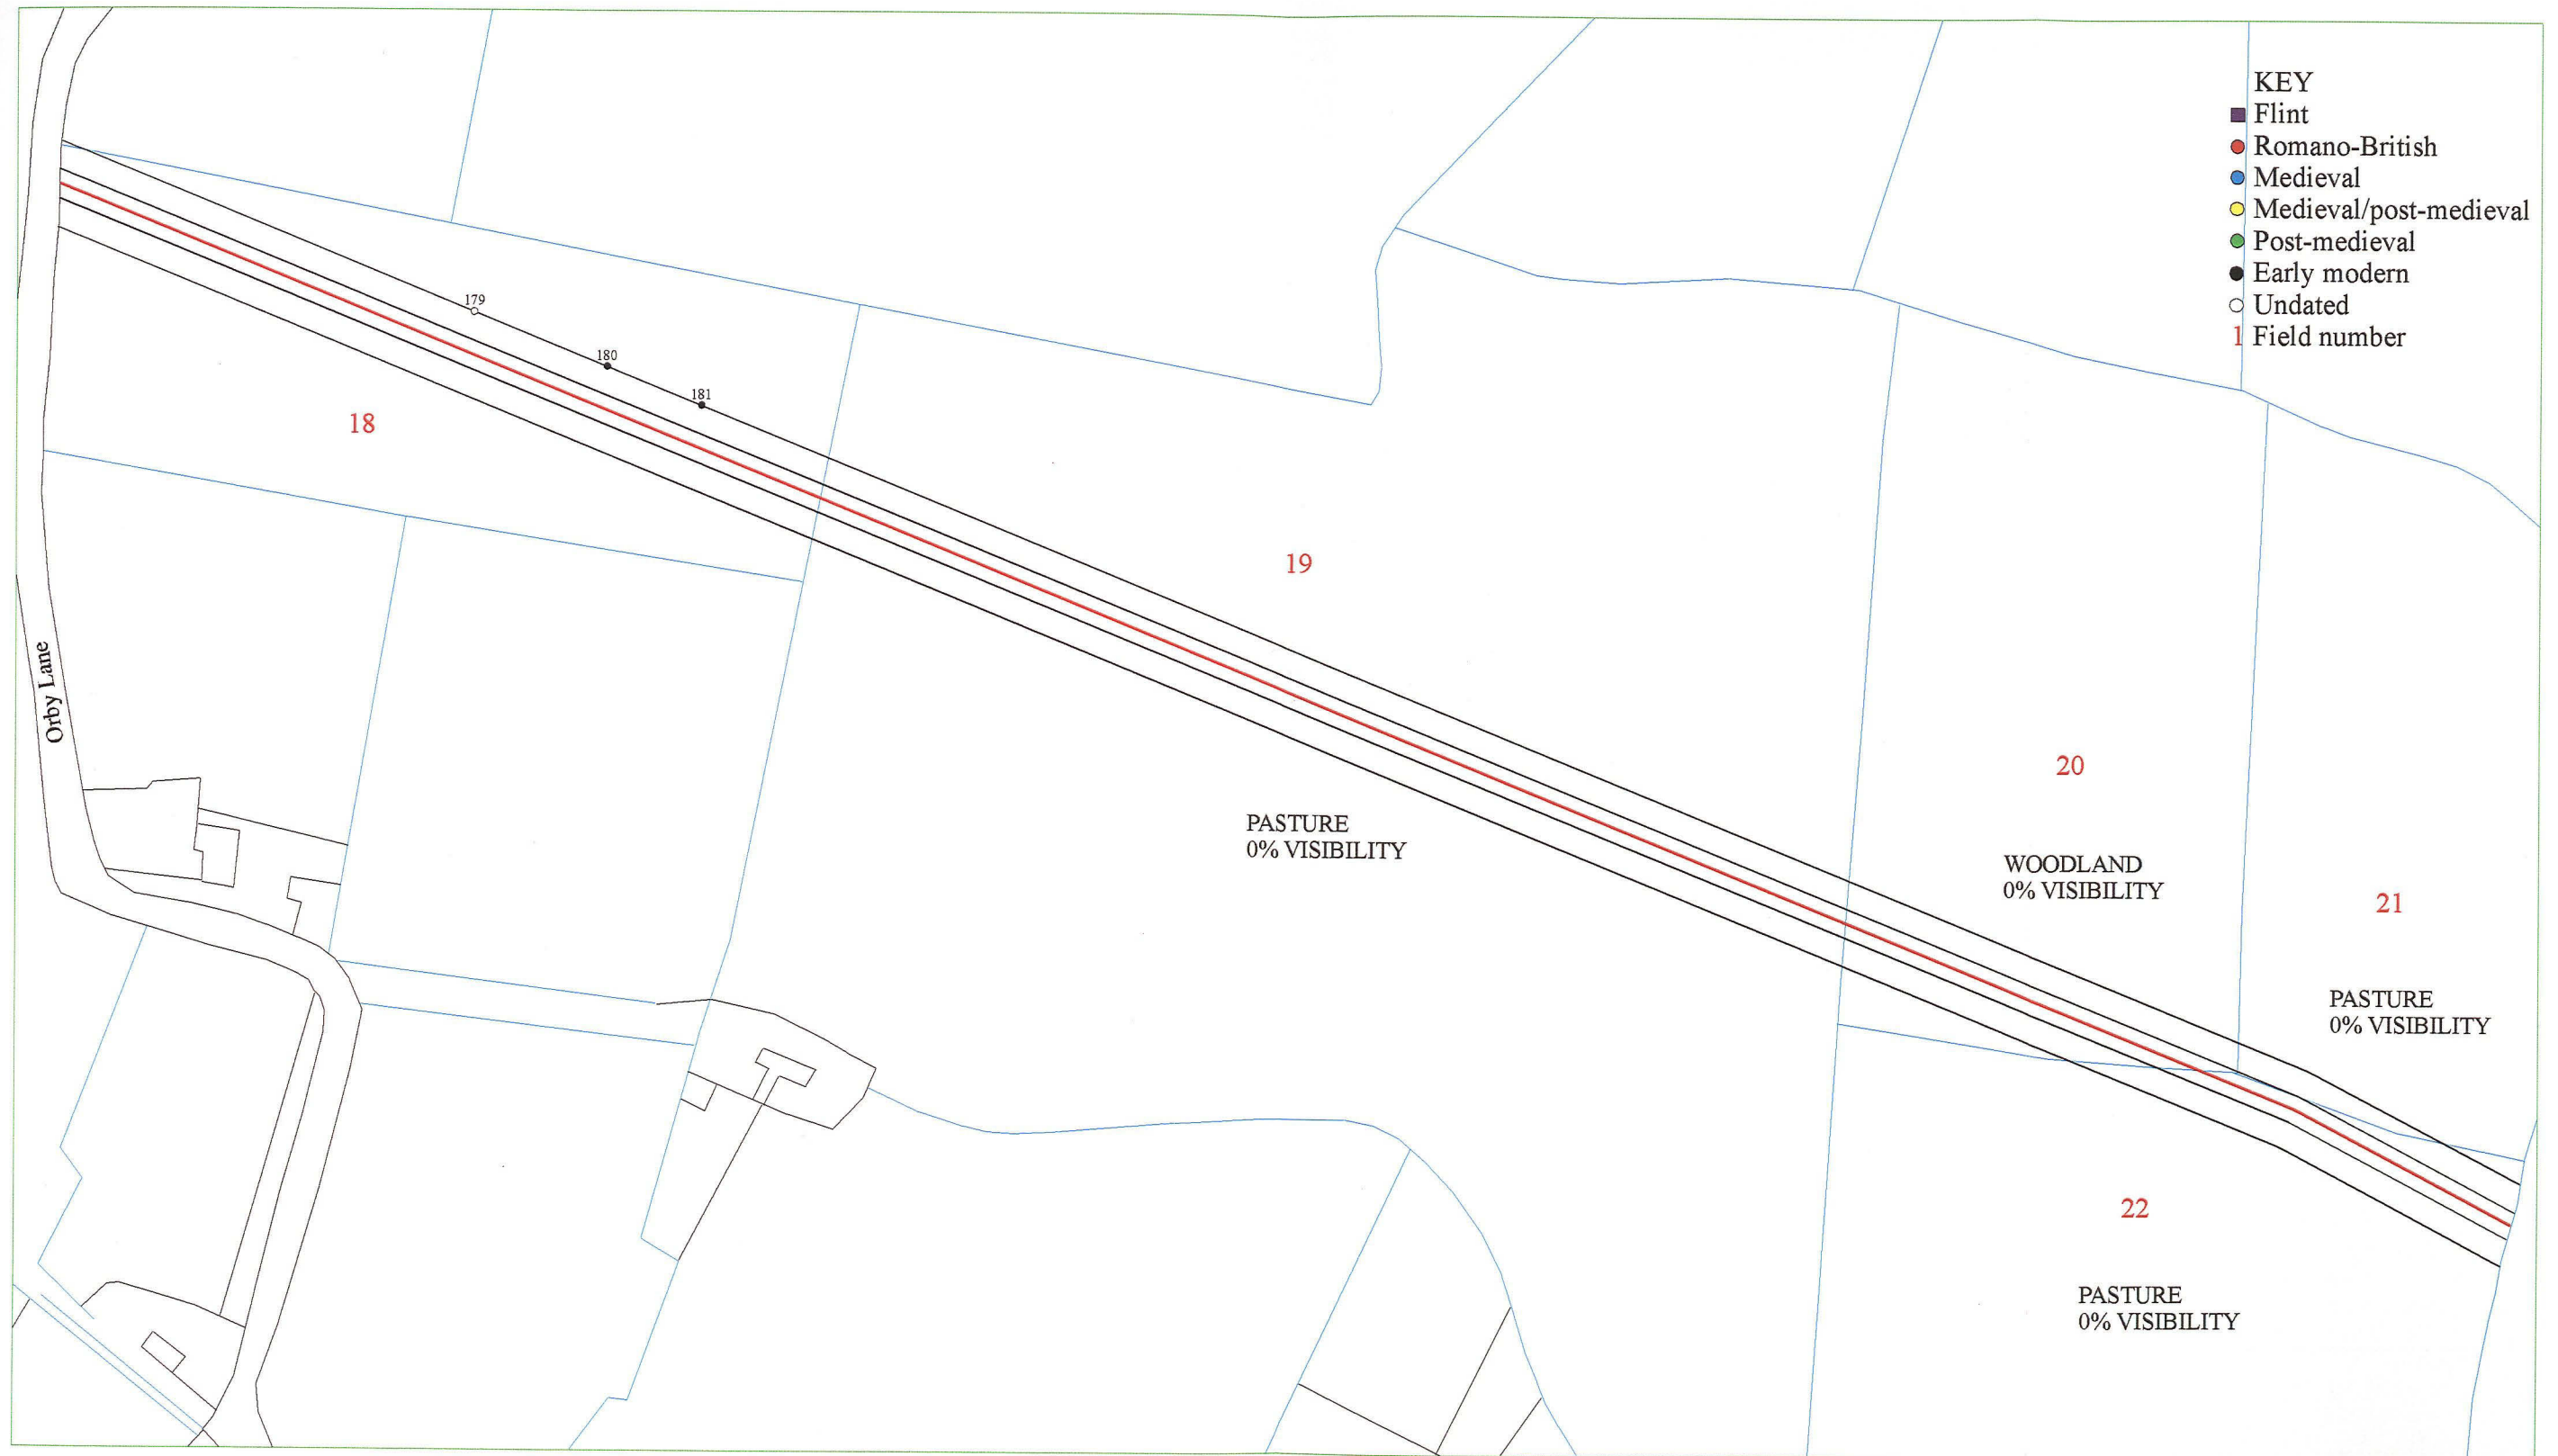 KEY
Flint
Romano-British
Medieval
Medieval/post-medieval
Post-medieval
Early modern
Undated
1 Field number
179
180
181
18
19
Orby Lane
20
PASTURE
0% VISIBILITY
WOODLAND
0% VISIBILITY
21
PASTURE
0% VISIBILITY
22
PASTURE
0% VISIBILITY